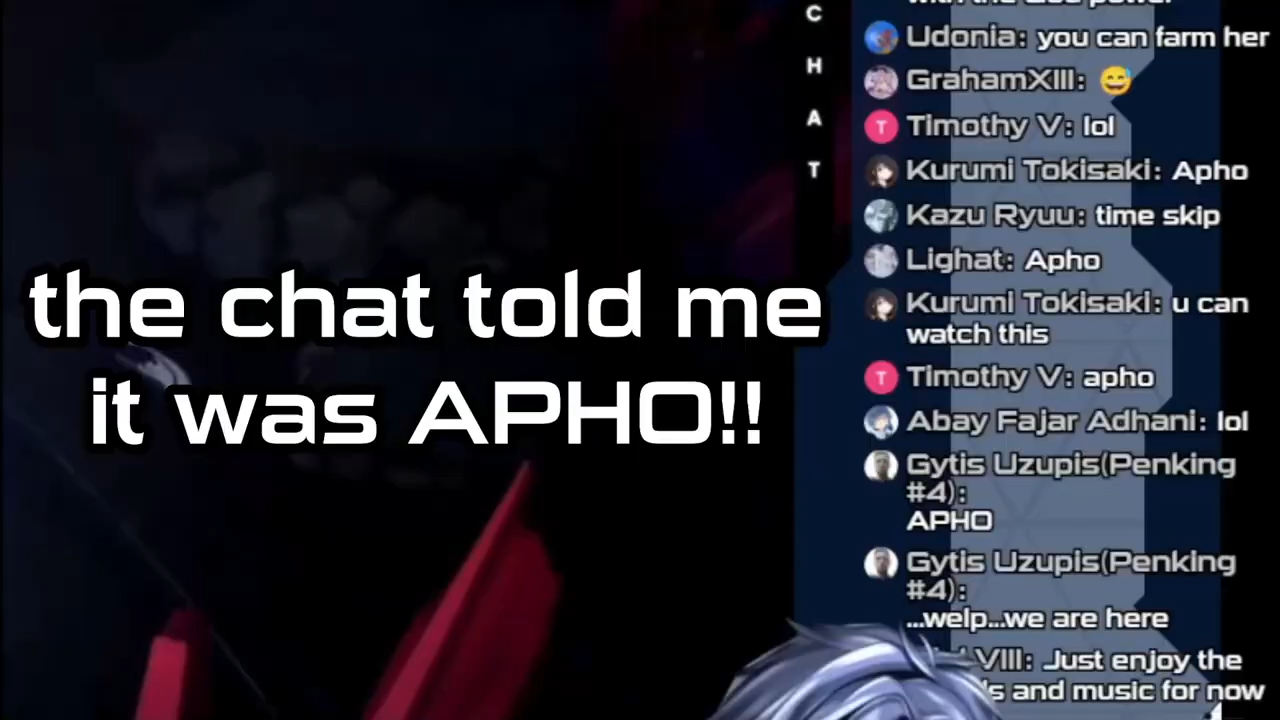 the chat told me
it was APHO!!
C
H
A
T
Udonia: you can farm her
GrahamXIII: 😅
T Timothy V: lol
Kurumi Tokisaki: Apho
Kazu Ryuu: time skip
Lighat: Apho
Kurumi Tokisaki: u can
watch this
T Timothy V: apho
Abay Fajar Adhani: lol
Gytis Uzupis(Penking
#4):
APHO
Gytis Uzupis(Penking
#4):
...welp...we are here
VIII: Just enjoy the
and music for now